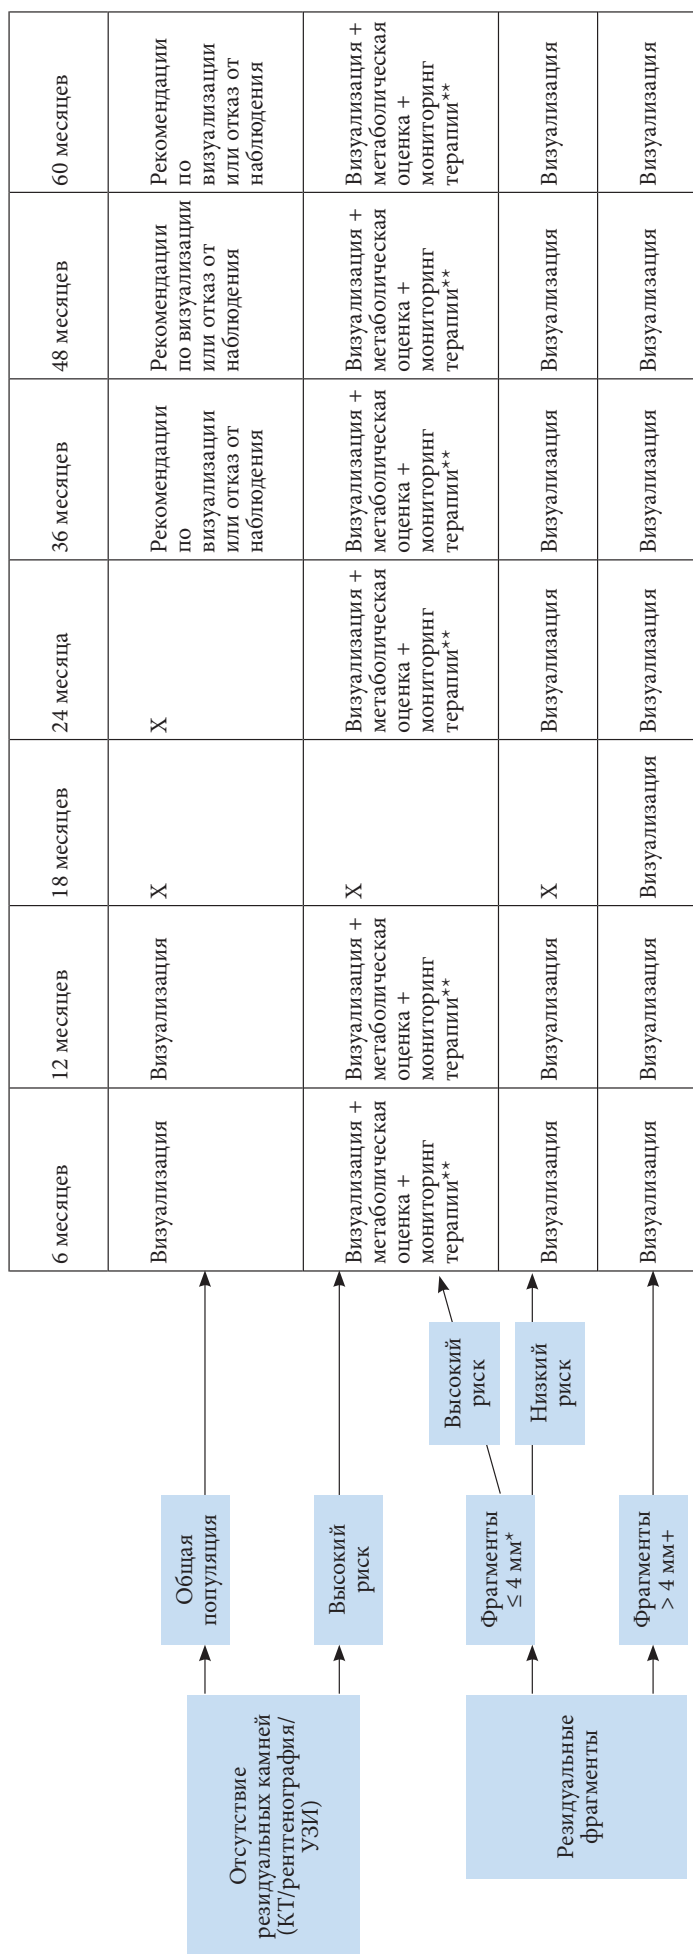 Отсутствие
резидуальных камней
(КТ/рентгенография/
УЗИ)
Общая
популяция
Высокий
риск
Резидуальные
фрагменты
Фрагменты
≤ 4 мм*
Высокий
риск
Низкий
риск
Фрагменты
> 4 мм+
6 месяцев
12 месяцев
18 месяцев
24 месяца
36 месяцев
48 месяцев
60 месяцев
Визуализация
Визуализация
X
X
Рекомендации
по
визуализации
или отказ от
наблюдения
Рекомендации
по визуализации
или отказ от
наблюдения
Рекомендации
по
визуализации
или отказ от
наблюдения
Визуализация +
метаболическая
оценка +
мониторинг
терапии**
Визуализация +
метаболическая
оценка +
мониторинг
терапии**
X
Визуализация +
метаболическая
оценка +
мониторинг
терапии**
Визуализация +
метаболическая
оценка +
мониторинг
терапии**
Визуализация +
метаболическая
оценка +
мониторинг
терапии**
Визуализация +
метаболическая
оценка +
мониторинг
терапии**
Визуализация
Визуализация
X
Визуализация
Визуализация
Визуализация
Визуализация
Визуализация
Визуализация
Визуализация
Визуализация
Визуализация
Визуализация
Визуализация